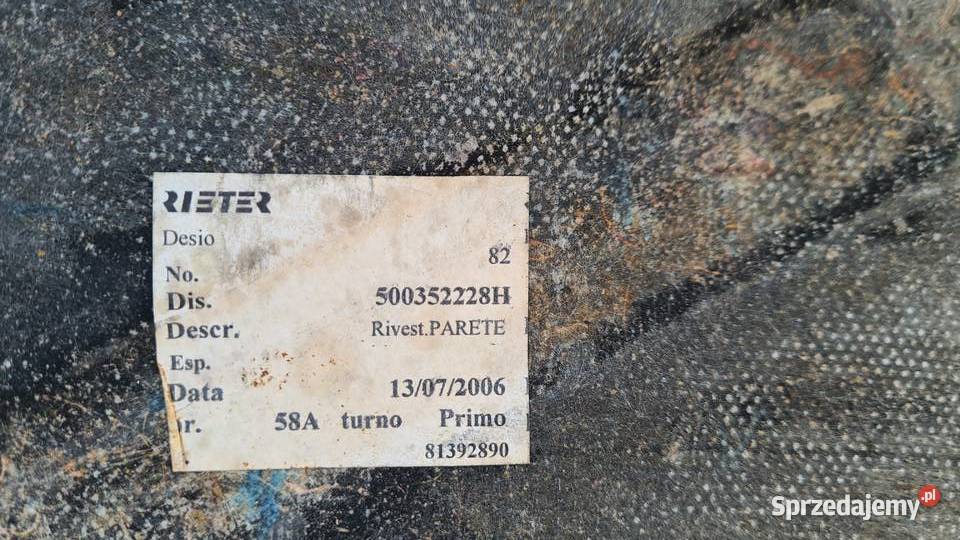 RIETER
Desio
No. 82
Dis. 500352228H
Descr. Rivest.PARETE
Esp.
Data 13/07/2006
r. 58A turno Primo
81392890
Sprzedajemy.pl